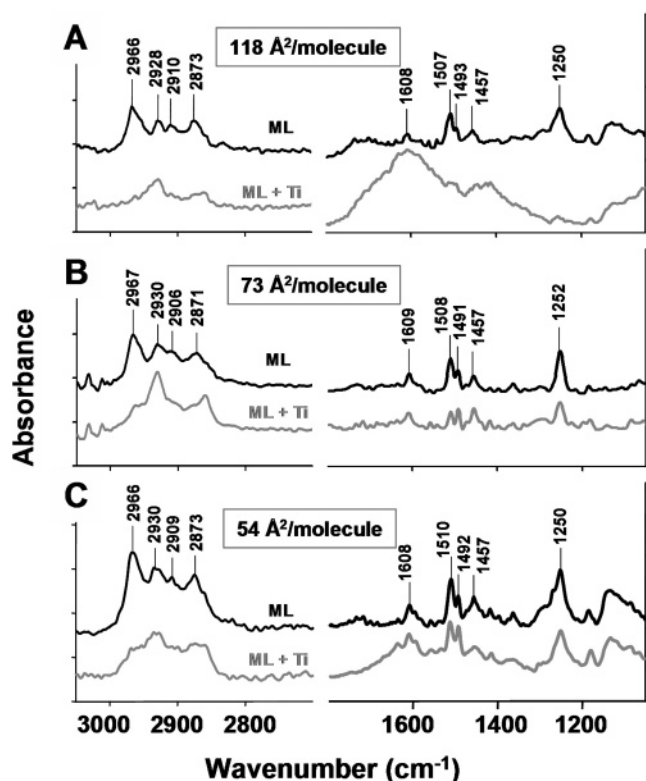 A
118 Å²/molecule
2966
2928
2910
2873
1608
1507
1493
1457
1250
ML
ML + Ti
B
73 Å²/molecule
2967
2930
2906
2871
1609
1508
1491
1457
1252
ML
ML + Ti
C
54 Å²/molecule
2966
2930
2909
2873
1608
1510
1492
1457
1250
ML
ML + Ti
Absorbance
3000 2900 2800 1600 1400 1200
Wavenumber (cm⁻¹)